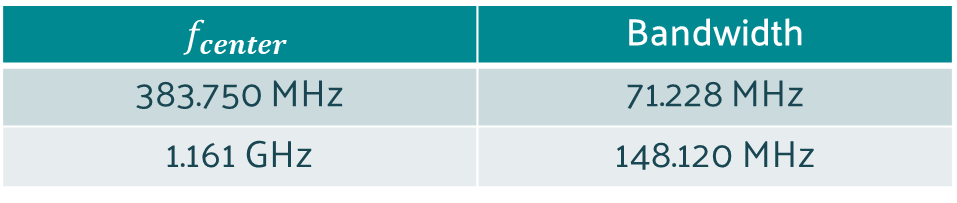 f_center Bandwidth
383.750 MHz 71.228 MHz
1.161 GHz 148.120 MHz